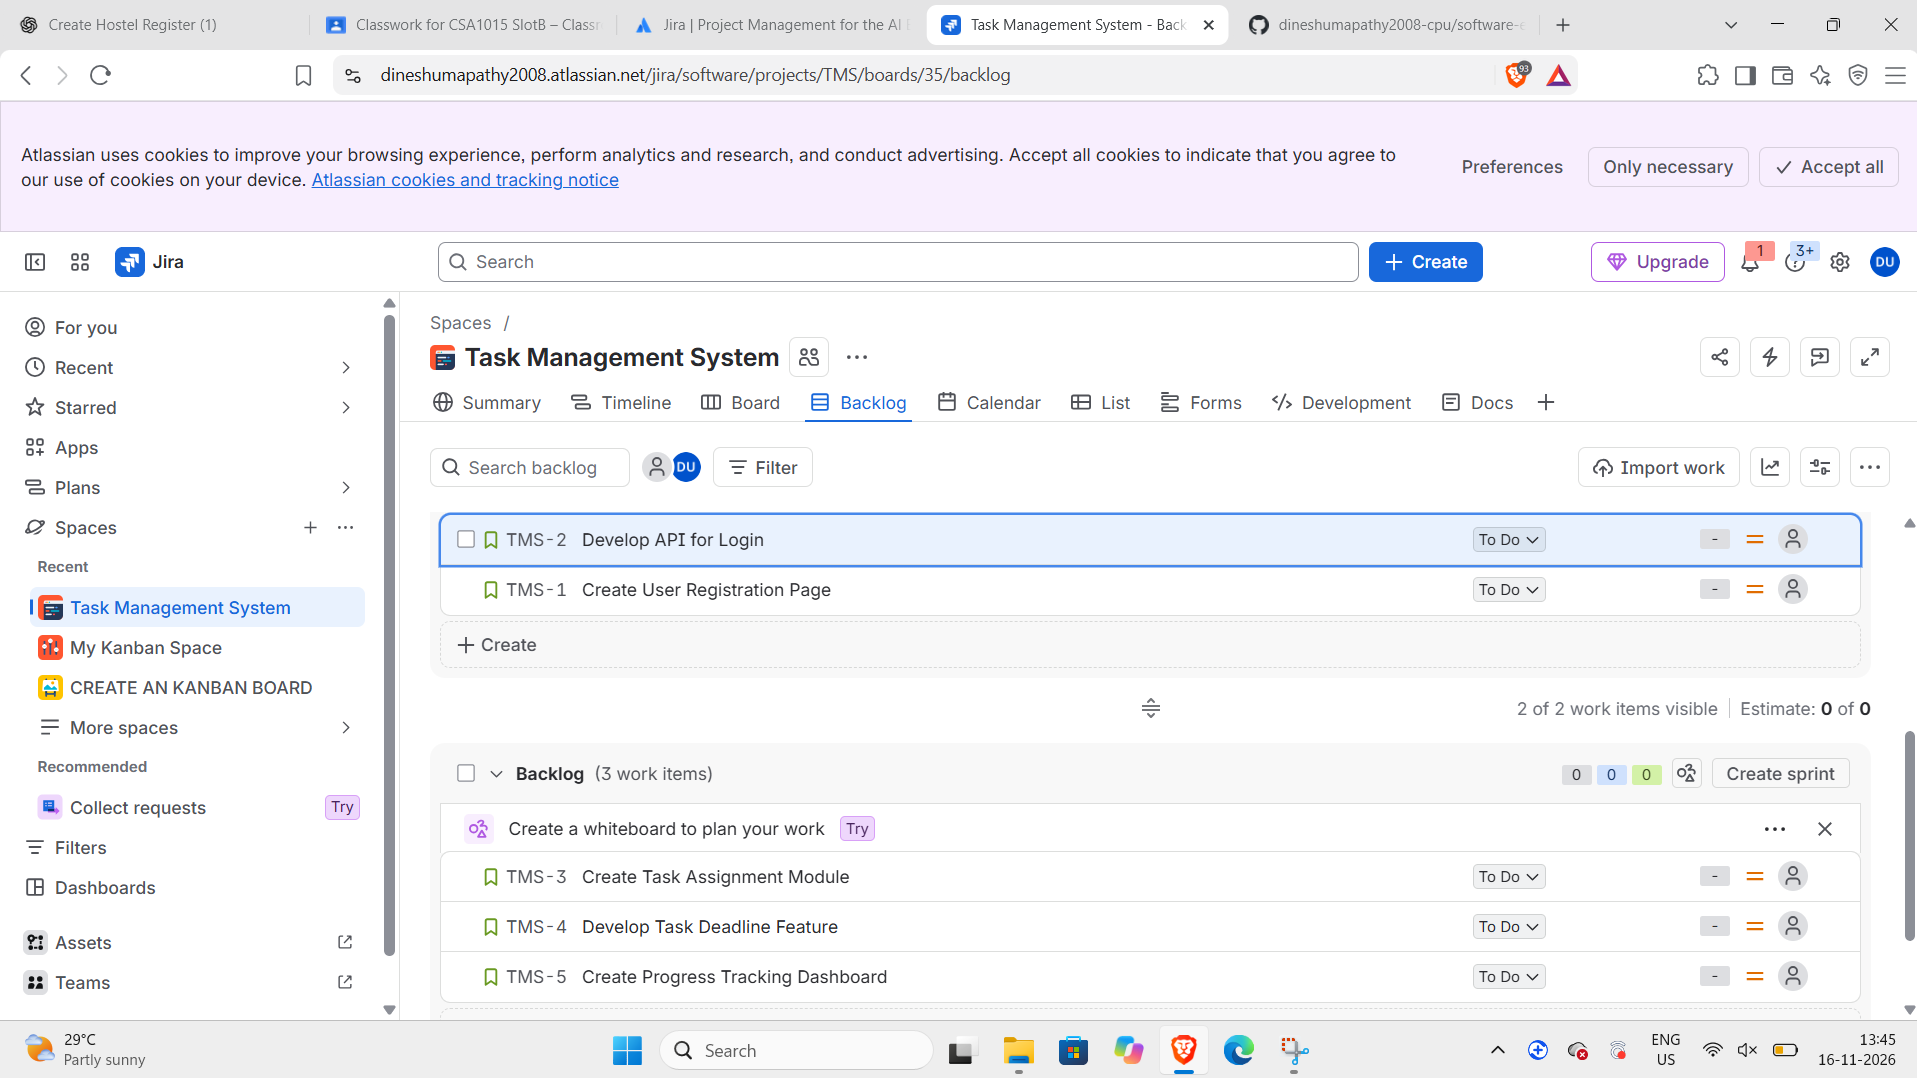 Create Hostel Register (1)
Classwork for CSA1015 SlotB – Classr
Jira | Project Management for the AI
Task Management System - Back
dineshumapathy2008-cpu/software-e
dineshumapathy2008.atlassian.net/jira/software/projects/TMS/boards/35/backlog
93
Atlassian uses cookies to improve your browsing experience, perform analytics and research, and conduct advertising. Accept all cookies to indicate that you agree to
our use of cookies on your device. Atlassian cookies and tracking notice
Preferences
Only necessary
Accept all
Jira
Search
Create
Upgrade
1
3+
DU
For you
Recent
Starred
Apps
Plans
Spaces
Recent
Task Management System
My Kanban Space
CREATE AN KANBAN BOARD
More spaces
Recommended
Collect requests Try
Filters
Dashboards
Assets
Teams
Spaces /
Task Management System
Summary Timeline Board Backlog Calendar List Forms Development Docs
Search backlog DU Filter Import work
TMS-2 Develop API for Login To Do -
TMS-1 Create User Registration Page To Do -
Create
2 of 2 work items visible Estimate: 0 of 0
Backlog (3 work items) 0 0 0 Create sprint
Create a whiteboard to plan your work Try
TMS-3 Create Task Assignment Module To Do -
TMS-4 Develop Task Deadline Feature To Do -
TMS-5 Create Progress Tracking Dashboard To Do -
29°C
Partly sunny
Search
ENG
US
13:45
16-11-2026